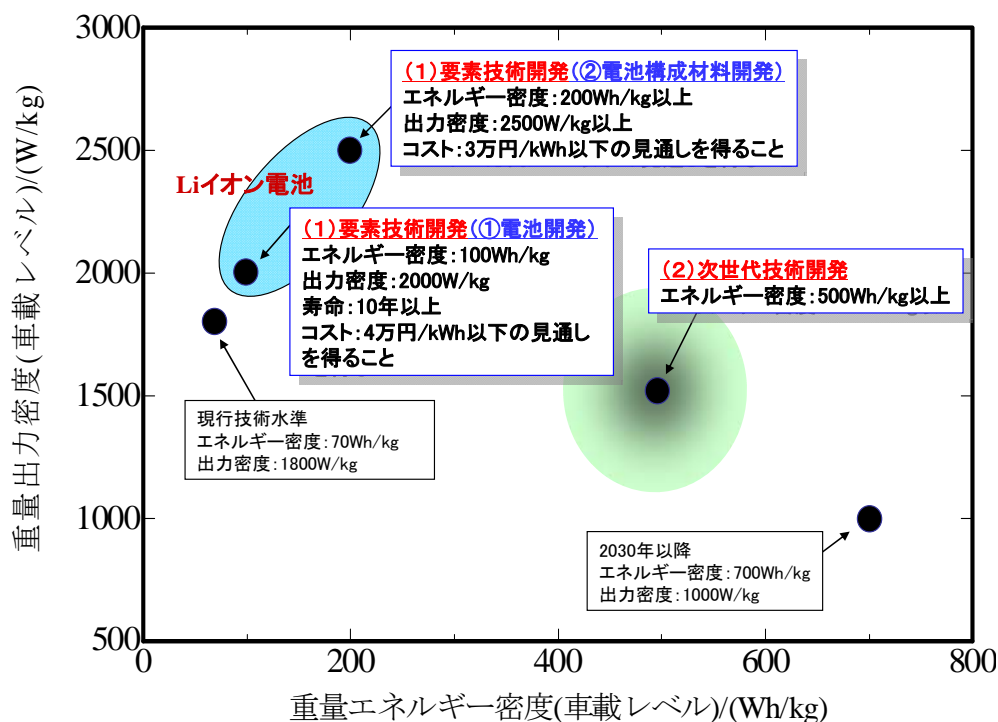 重量出力密度(車載レベル)/(W/kg)
3000
2500
2000
1500
1000
500
(1)要素技術開発(②電池構成材料開発)
エネルギー密度:200Wh/kg以上
出力密度:2500W/kg以上
コスト:3万円/kWh以下の見通しを得ること
Liイオン電池
(1)要素技術開発(①電池開発)
エネルギー密度:100Wh/kg
出力密度:2000W/kg
寿命:10年以上
コスト:4万円/kWh以下の見通し
を得ること
(2)次世代技術開発
エネルギー密度:500Wh/kg以上
現行技術水準
エネルギー密度:70Wh/kg
出力密度:1800W/kg
2030年以降
エネルギー密度:700Wh/kg
出力密度:1000W/kg
0
200
400
600
800
重量エネルギー密度(車載レベル)/(Wh/kg)